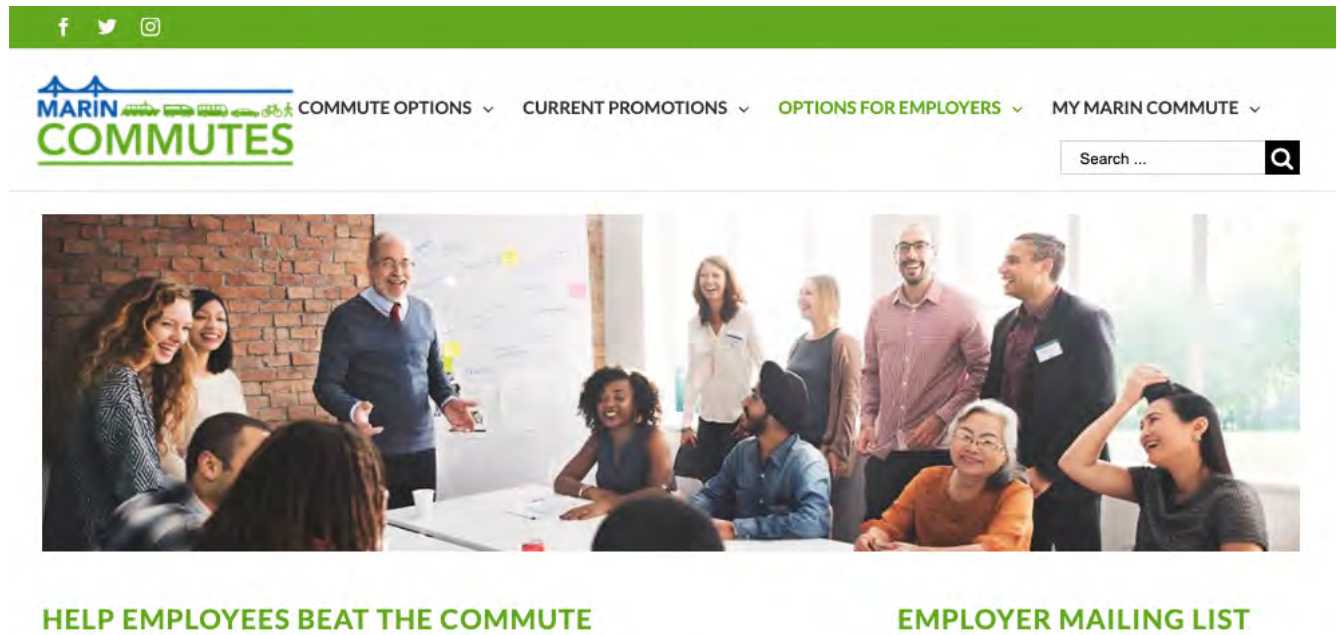 MARIN
COMMUTES
COMMUTE OPTIONS
CURRENT PROMOTIONS
OPTIONS FOR EMPLOYERS
MY MARIN COMMUTE
Search ...
HELP EMPLOYEES BEAT THE COMMUTE
EMPLOYER MAILING LIST